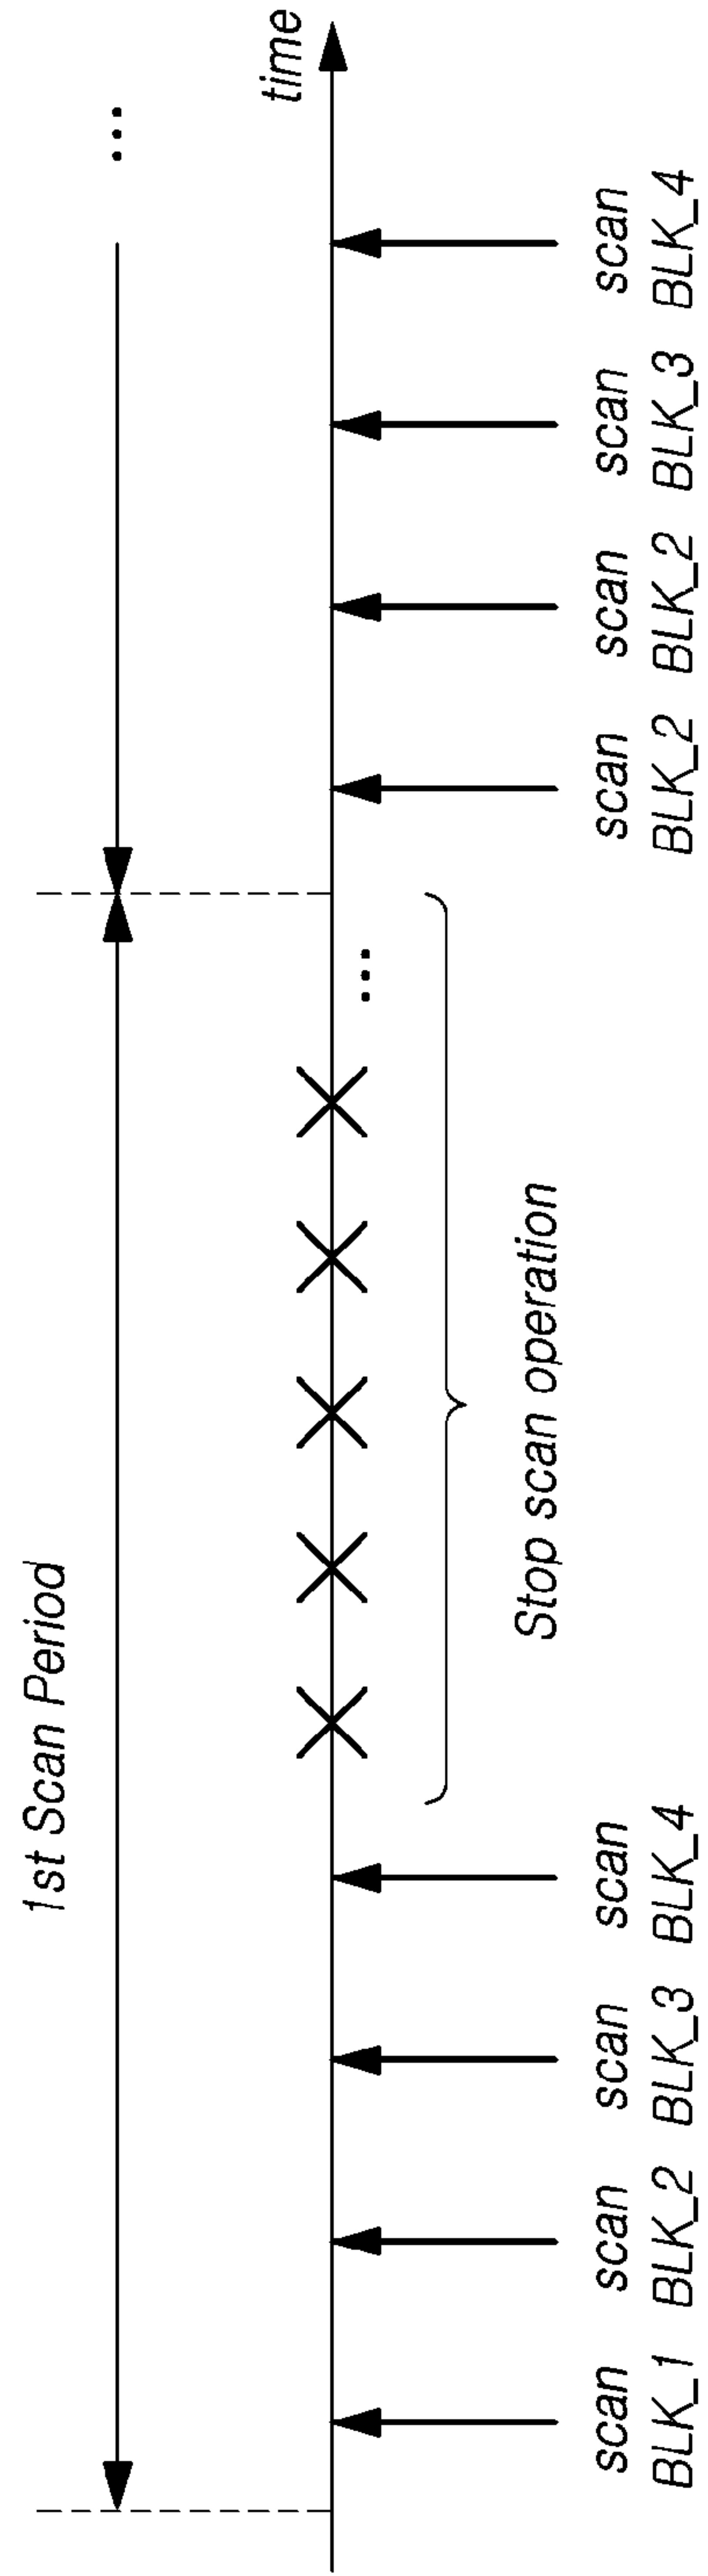 1st Scan Period
...
time
...
Stop scan operation
scan
BLK_1
scan
BLK_2
scan
BLK_3
scan
BLK_4
scan
BLK_2
scan
BLK_2
scan
BLK_3
scan
BLK_4